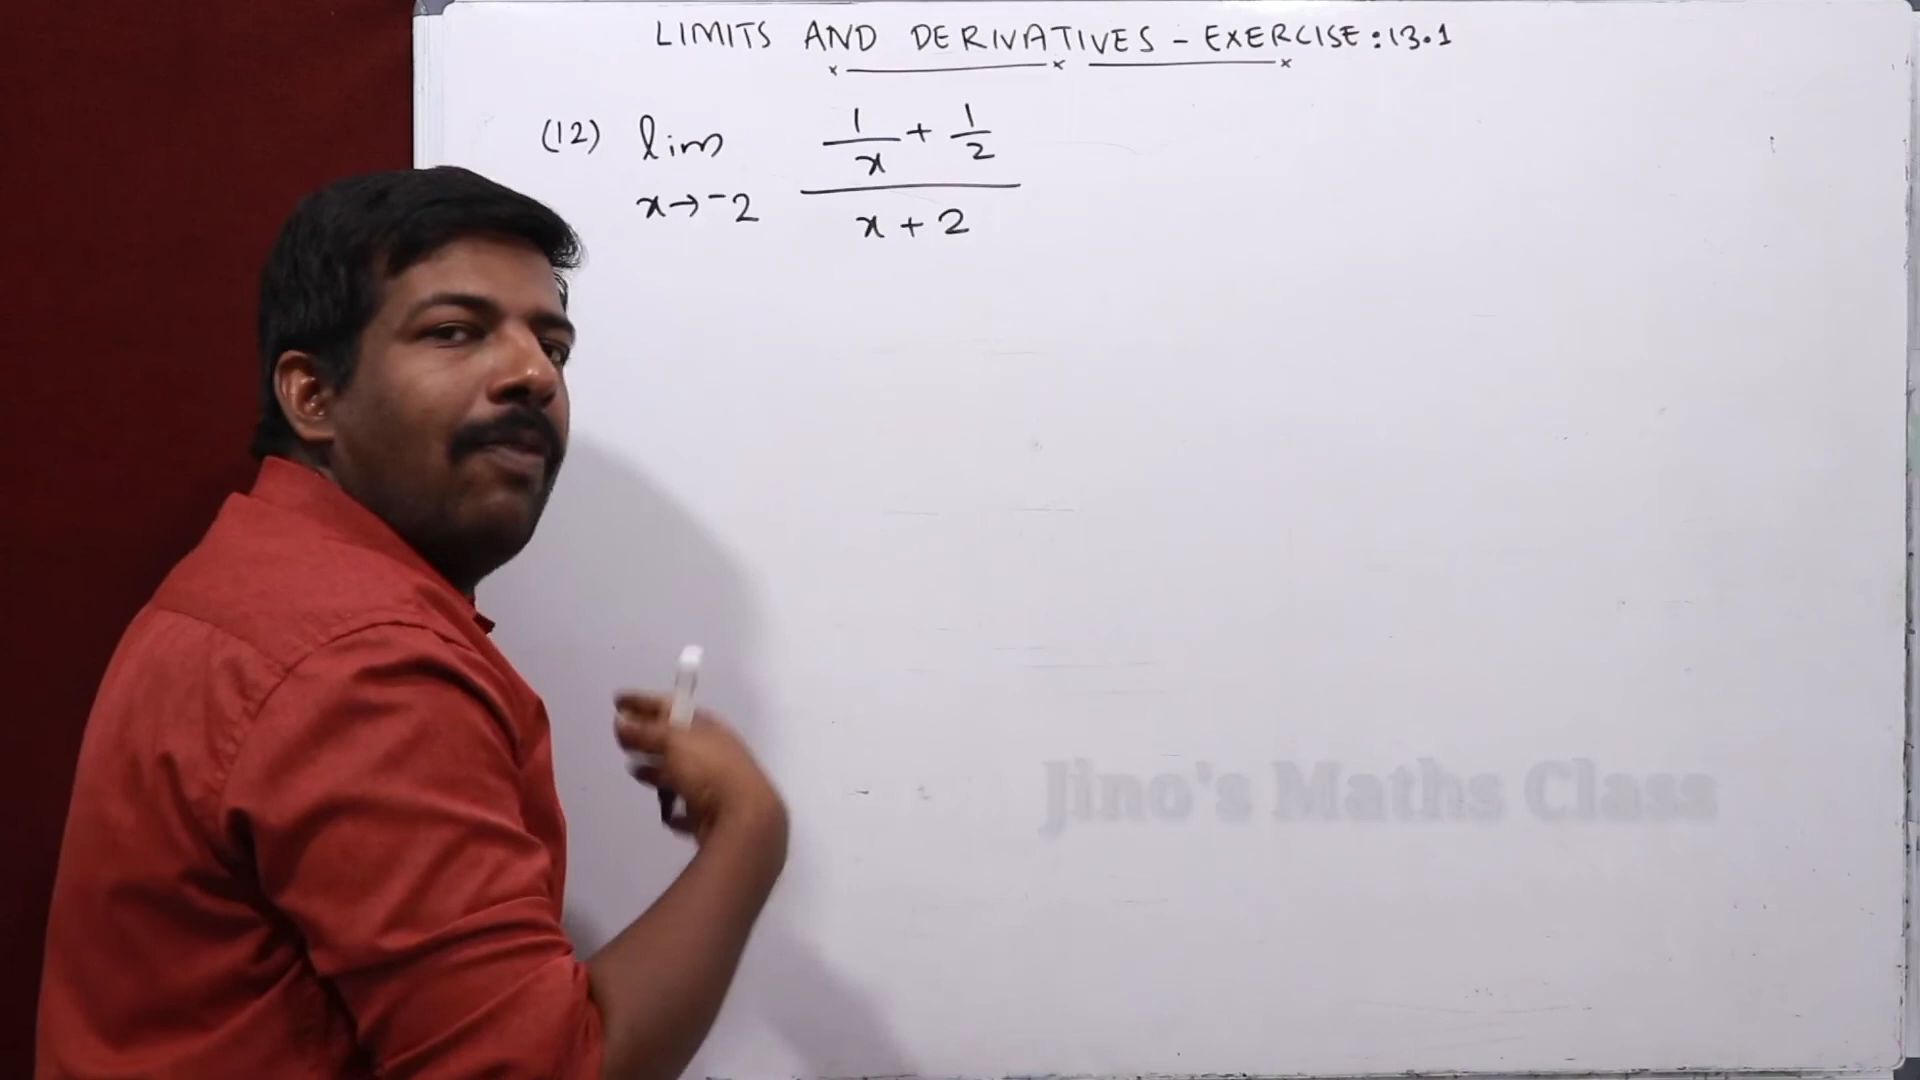 LIMITS AND DERIVATIVES - EXERCISE: 13.1
(12) lim x→-2 (1/x + 1/2)/(x + 2)
Jino's Maths Class